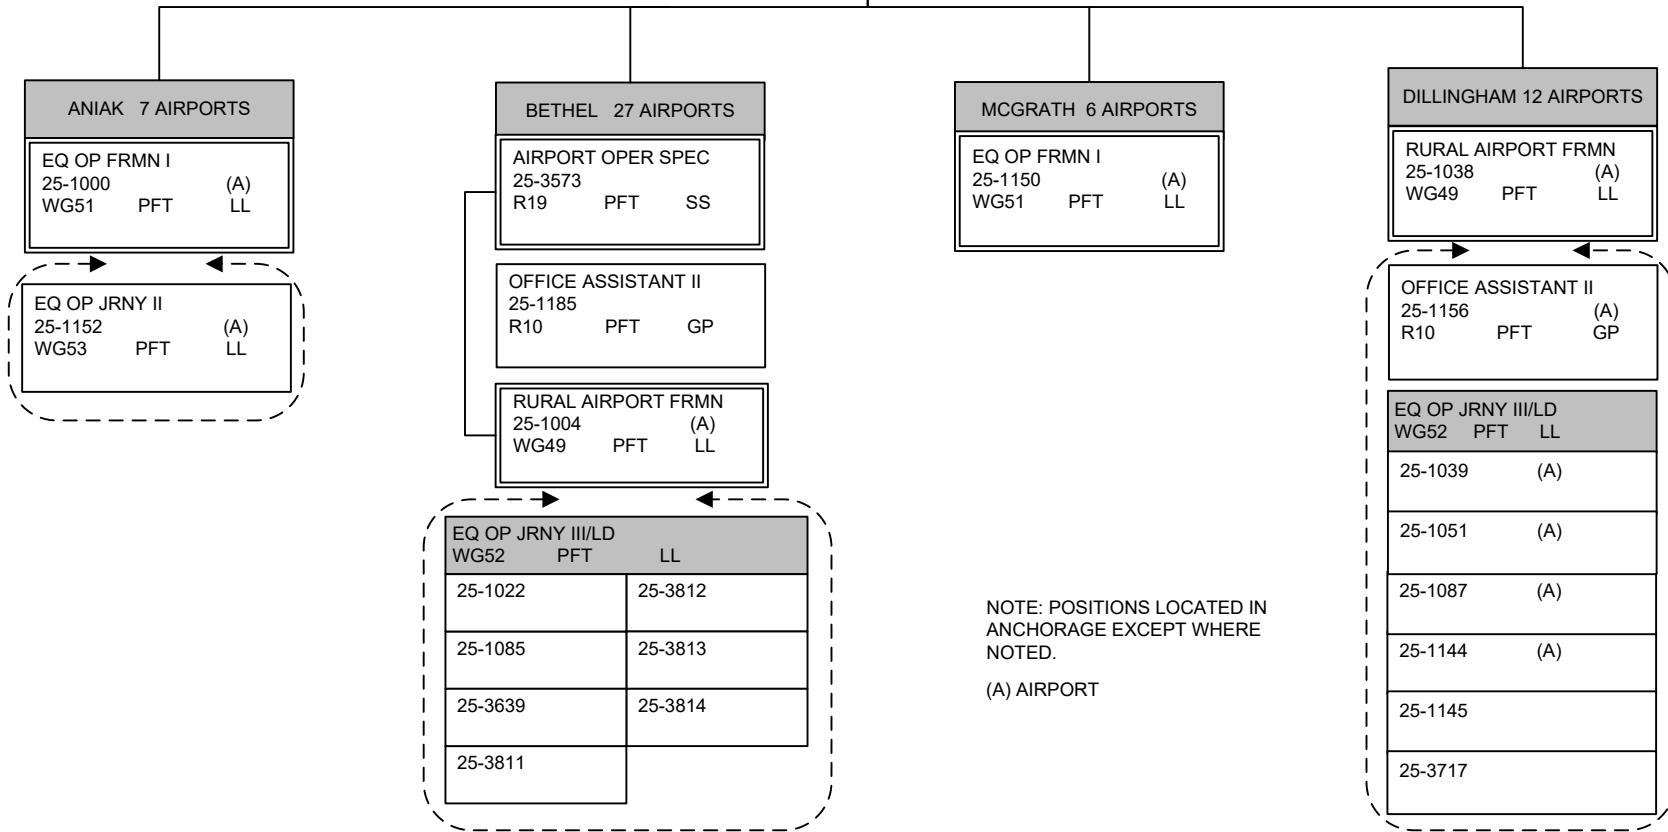 ANIAK 7 AIRPORTS
EQ OP FRMN I
25-1000 (A)
WG51 PFT LL
EQ OP JRNY II
25-1152 (A)
WG53 PFT LL
BETHEL 27 AIRPORTS
AIRPORT OPER SPEC
25-3573
R19 PFT SS
OFFICE ASSISTANT II
25-1185
R10 PFT GP
RURAL AIRPORT FRMN
25-1004 (A)
WG49 PFT LL
EQ OP JRNY III/LD
WG52 PFT LL
25-1022 25-3812
25-1085 25-3813
25-3639 25-3814
25-3811
MCGRATH 6 AIRPORTS
EQ OP FRMN I
25-1150 (A)
WG51 PFT LL
NOTE: POSITIONS LOCATED IN
ANCHORAGE EXCEPT WHERE
NOTED.
(A) AIRPORT
DILLINGHAM 12 AIRPORTS
RURAL AIRPORT FRMN
25-1038 (A)
WG49 PFT LL
OFFICE ASSISTANT II
25-1156 (A)
R10 PFT GP
EQ OP JRNY III/LD
WG52 PFT LL
25-1039 (A)
25-1051 (A)
25-1087 (A)
25-1144 (A)
25-1145
25-3717